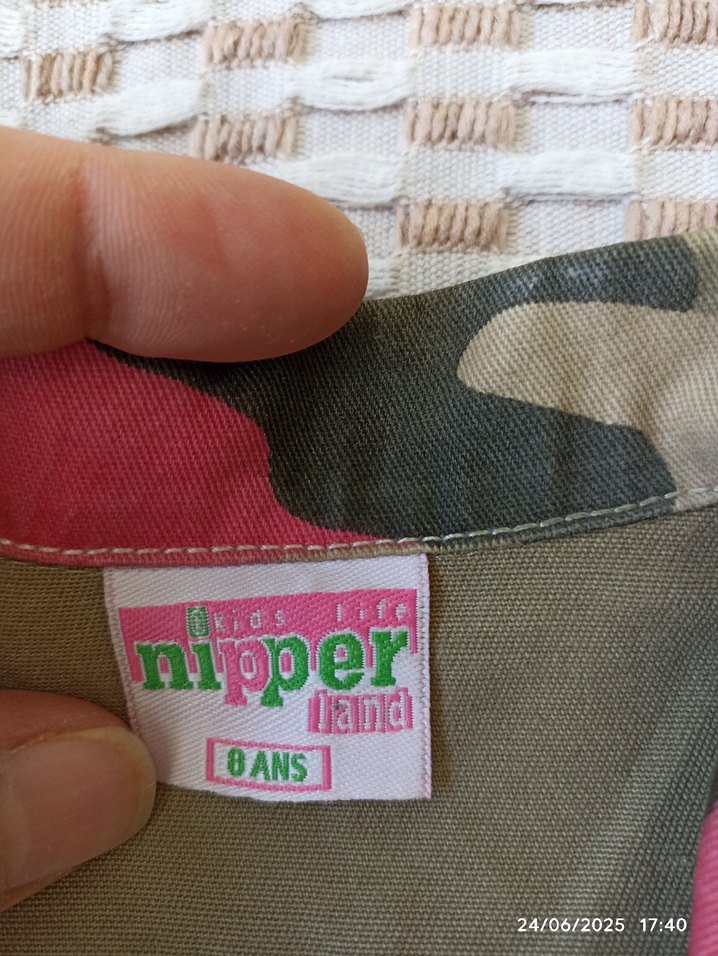 kids life
nipper
land
8 ANS
24/06/2025 17:40